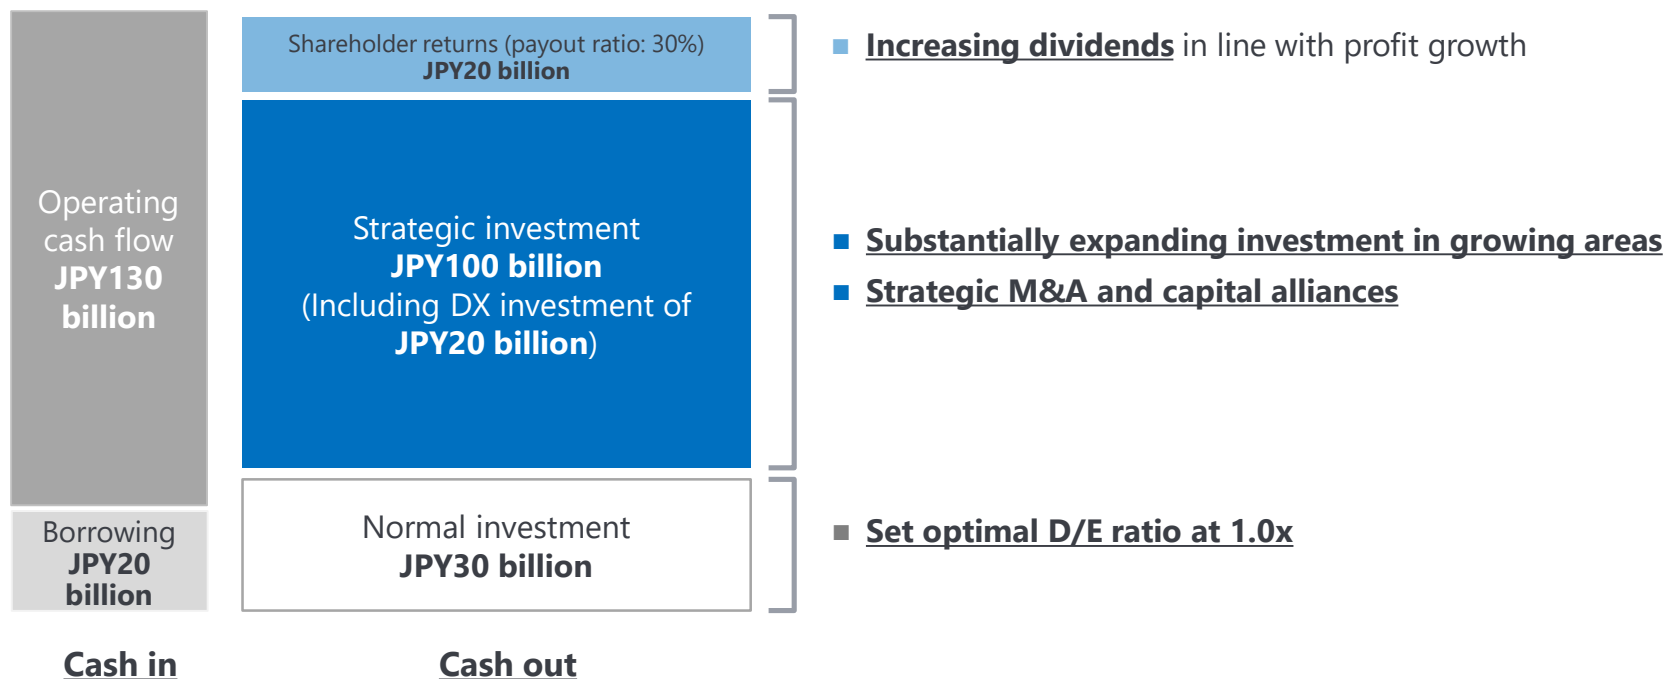 Operating
cash flow
JPY130
billion
Borrowing
JPY20
billion
Cash in
Shareholder returns (payout ratio: 30%)
JPY20 billion
Strategic investment
JPY100 billion
(Including DX investment of
JPY20 billion)
Normal investment
JPY30 billion
Cash out
■ Increasing dividends in line with profit growth
■ Substantially expanding investment in growing areas
■ Strategic M&A and capital alliances
■ Set optimal D/E ratio at 1.0x